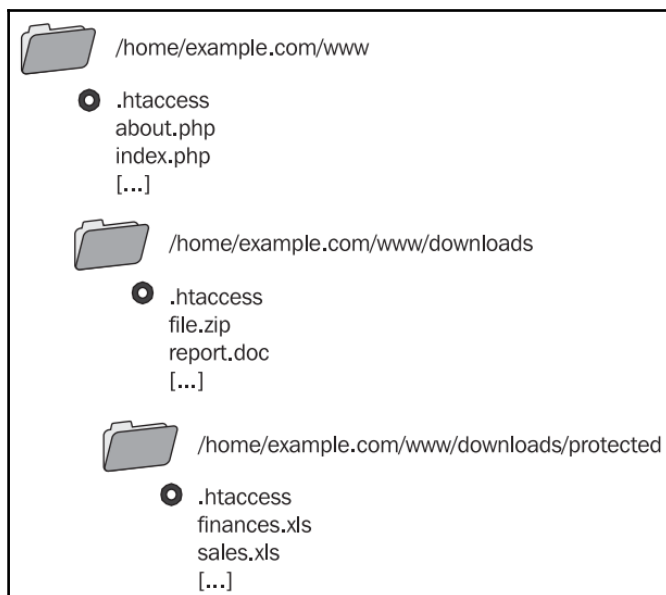 /home/example.com/www
.htaccess
about.php
index.php
[...]
/home/example.com/www/downloads
.htaccess
file.zip
report.doc
[...]
/home/example.com/www/downloads/protected
.htaccess
finances.xls
sales.xls
[...]